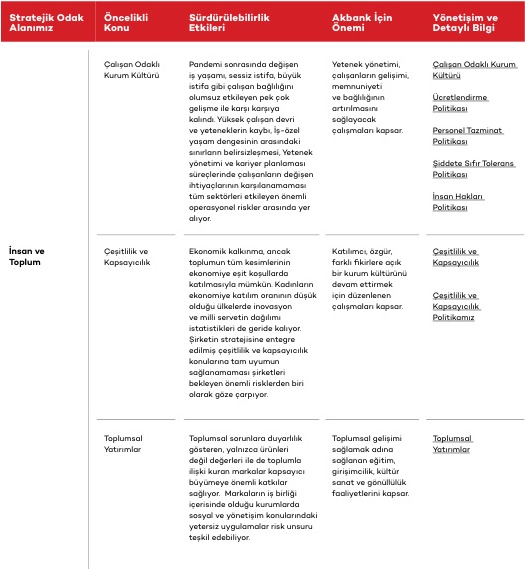 Stratejik Odak
Alanımız
Öncelikli
Konu
Sürdürülebilirlik
Etkileri
Akbank İçin
Önemi
Yönetişim ve
Detaylı Bilgi
İnsan ve
Toplum
Çalışan Odaklı
Kurum Kültürü
Pandemi sonrasında değişen
iş yaşamı, sessiz istifa, büyük
istifa gibi çalışan bağlılığını
olumsuz etkileyen pek çok
gelişme ile karşı karşıya
kalındı. Yüksek çalışan devri
ve yeteneklerin kaybı, İş-özel
yaşam dengesinin arasındaki
sınırların belirsizleşmesi, Yetenek
yönetimi ve kariyer planlaması
süreçlerinde çalışanların değişen
ihtiyaçlarının karşılanamaması
tüm sektörleri etkileyen önemli
operasyonel riskler arasında yer
alıyor.
Yetenek yönetimi,
çalışanların gelişimi,
memnuniyeti
ve bağlılığının
artırılmasını
sağlayacak
çalışmaları kapsar.
Çalışan Odaklı Kurum
Kültürü
Ücretlendirme
Politikası
Personel Tazminat
Politikası
Şiddete Sıfır Tolerans
Politikası
İnsan Hakları
Politikası
Çeşitlilik ve
Kapsayıcılık
Ekonomik kalkınma, ancak
toplumun tüm kesimlerinin
ekonomiye eşit koşullarda
katılmasıyla mümkün. Kadınların
ekonomiye katılım oranının düşük
olduğu ülkelerde inovasyon
ve milli servetin dağılımı
istatistikleri de geride kalıyor.
Şirketin stratejisine entegre
edilmiş çeşitlilik ve kapsayıcılık
konularına tam uyumun
sağlanamaması şirketleri
bekleyen önemli risklerden biri
olarak göze çarpıyor.
Katılımcı, özgür,
farklı fikirlere açık
bir kurum kültürünü
devam ettirmek
için düzenlenen
çalışmaları kapsar.
Çeşitlilik ve
Kapsayıcılık
Çeşitlilik ve
Kapsayıcılık
Politikamız
Toplumsal
Yatırımlar
Toplumsal sorunlara duyarlılık
gösteren, yalnızca ürünleri
değil değerleri ile de toplumla
ilişki kuran markalar kapsayıcı
büyümeye önemli katkılar
sağlıyor. Markaların iş birliği
içerisinde olduğu kurumlarda
sosyal ve yönetişim konularındaki
yetersiz uygulamalar risk unsuru
teşkil edebiliyor.
Toplumsal gelişimi
sağlamak adına
sağlanan eğitim,
girişimcilik, kültür
sanat ve gönüllülük
faaliyetlerini kapsar.
Toplumsal
Yatırımlar